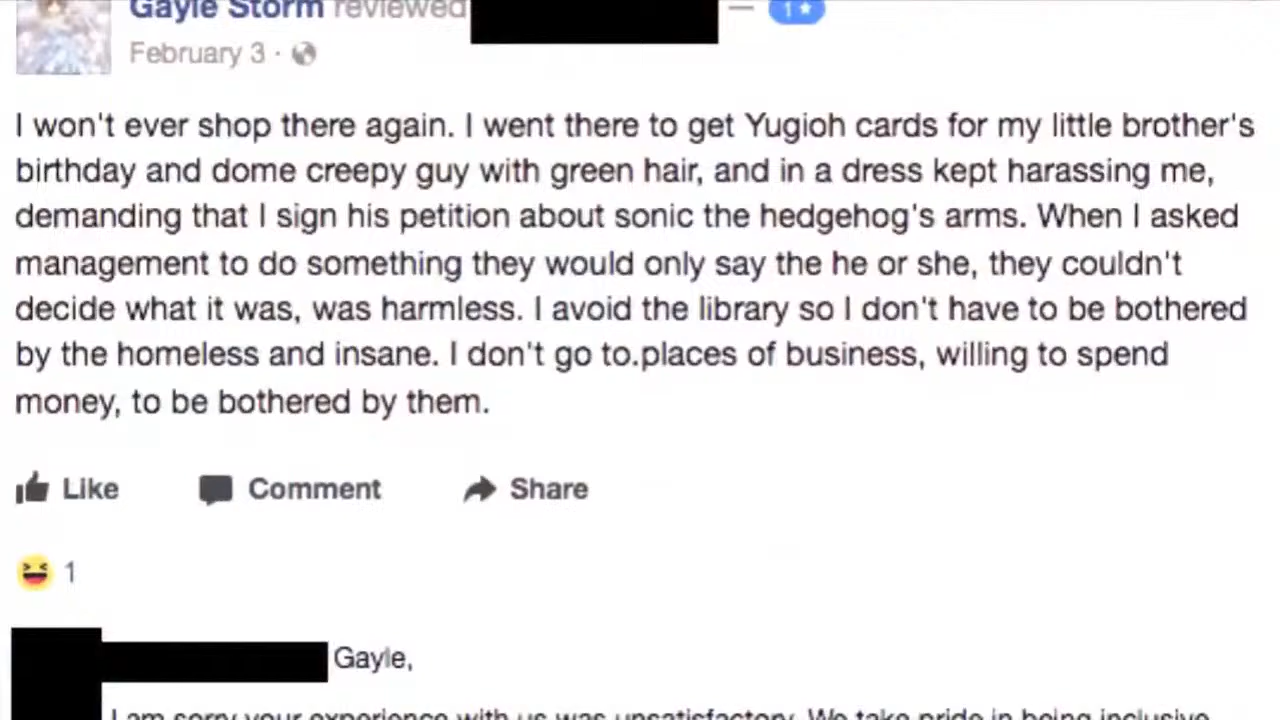 Gayle Storm reviewed — 1★
February 3 ·
I won't ever shop there again. I went there to get Yugioh cards for my little brother's
birthday and dome creepy guy with green hair, and in a dress kept harassing me,
demanding that I sign his petition about sonic the hedgehog's arms. When I asked
management to do something they would only say the he or she, they couldn't
decide what it was, was harmless. I avoid the library so I don't have to be bothered
by the homeless and insane. I don't go to.places of business, willing to spend
money, to be bothered by them.
Like Comment Share
1
Gayle,
I am sorry your experience with us was unsatisfactory. We take pride in being inclusive